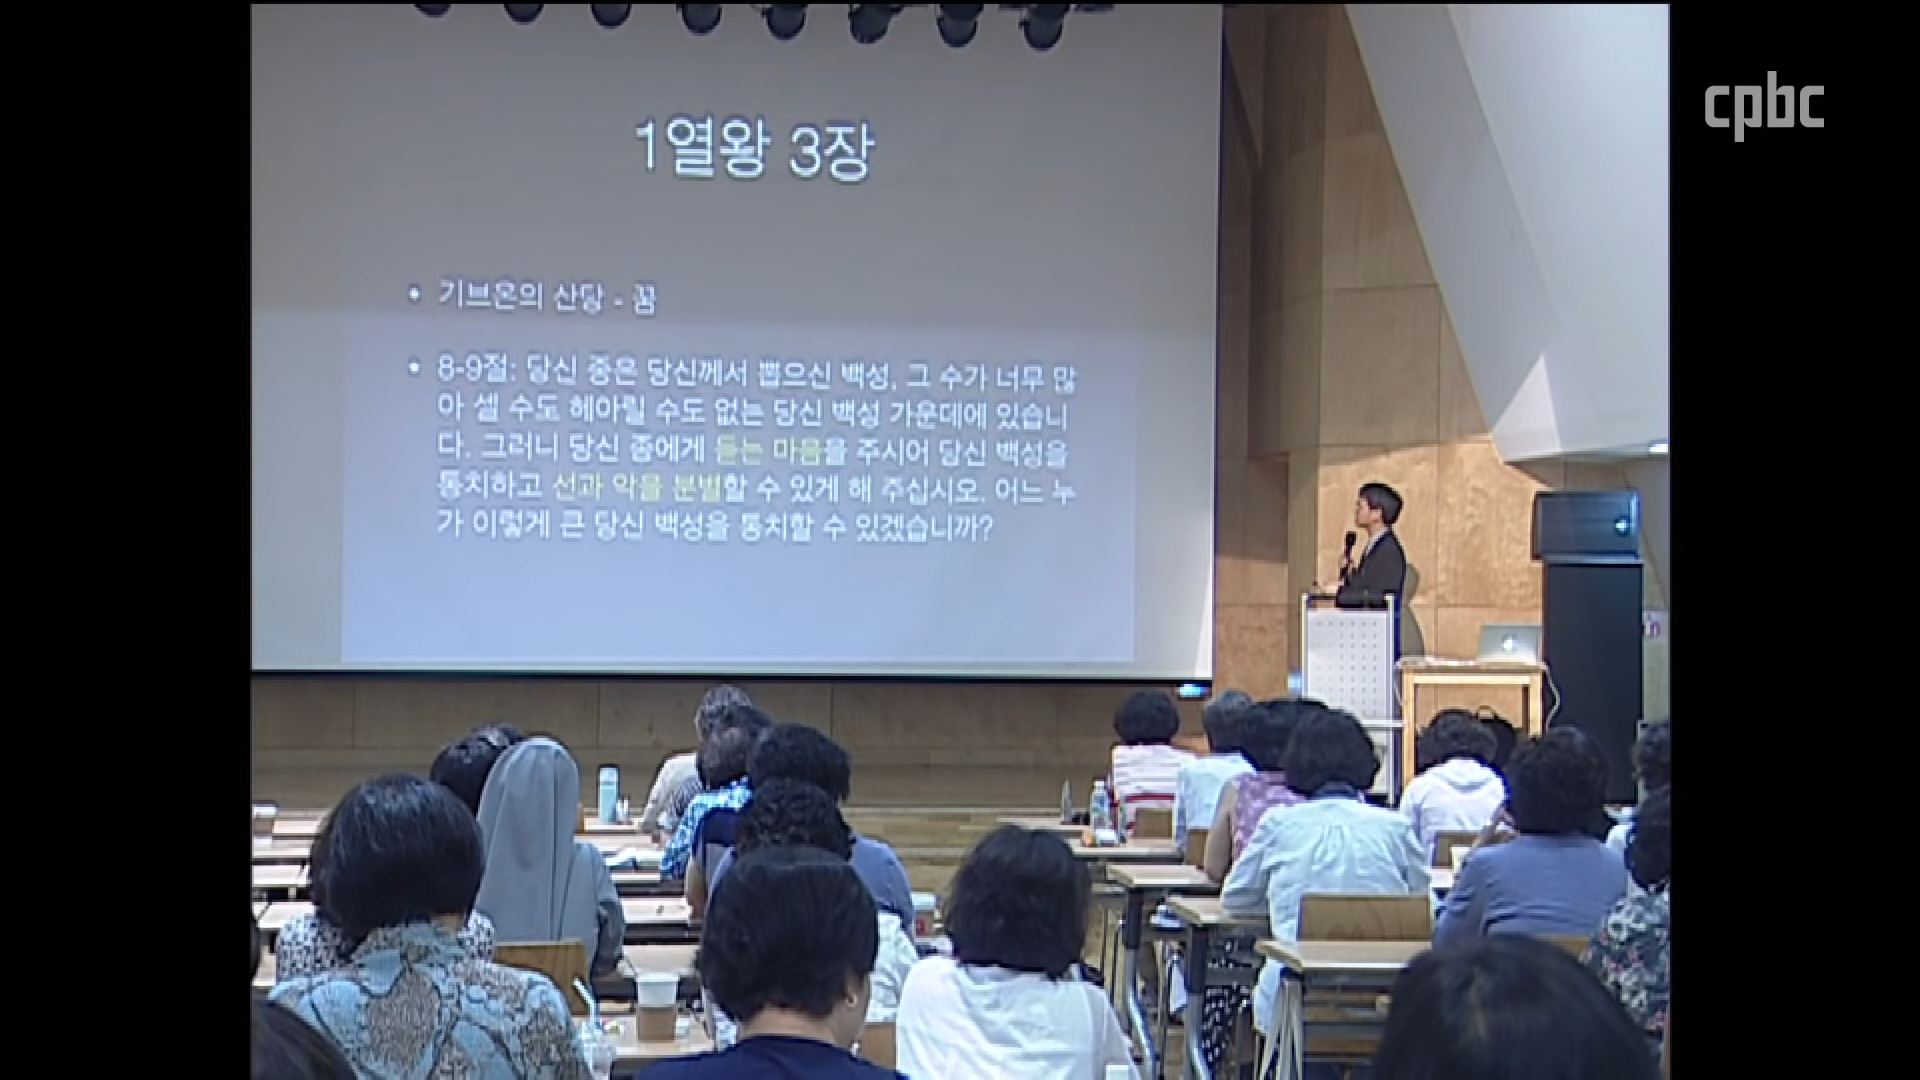 cpbc
1열왕 3장
• 기브온의 산당 - 꿈
• 8-9절: 당신 종은 당신께서 뽑으신 백성, 그 수가 너무 많
아 셀 수도 헤아릴 수도 없는 당신 백성 가운데에 있습니
다. 그러니 당신 종에게 듣는 마음을 주시어 당신 백성을
통치하고 선과 악을 분별할 수 있게 해 주십시오. 어느 누
가 이렇게 큰 당신 백성을 통치할 수 있겠습니까?